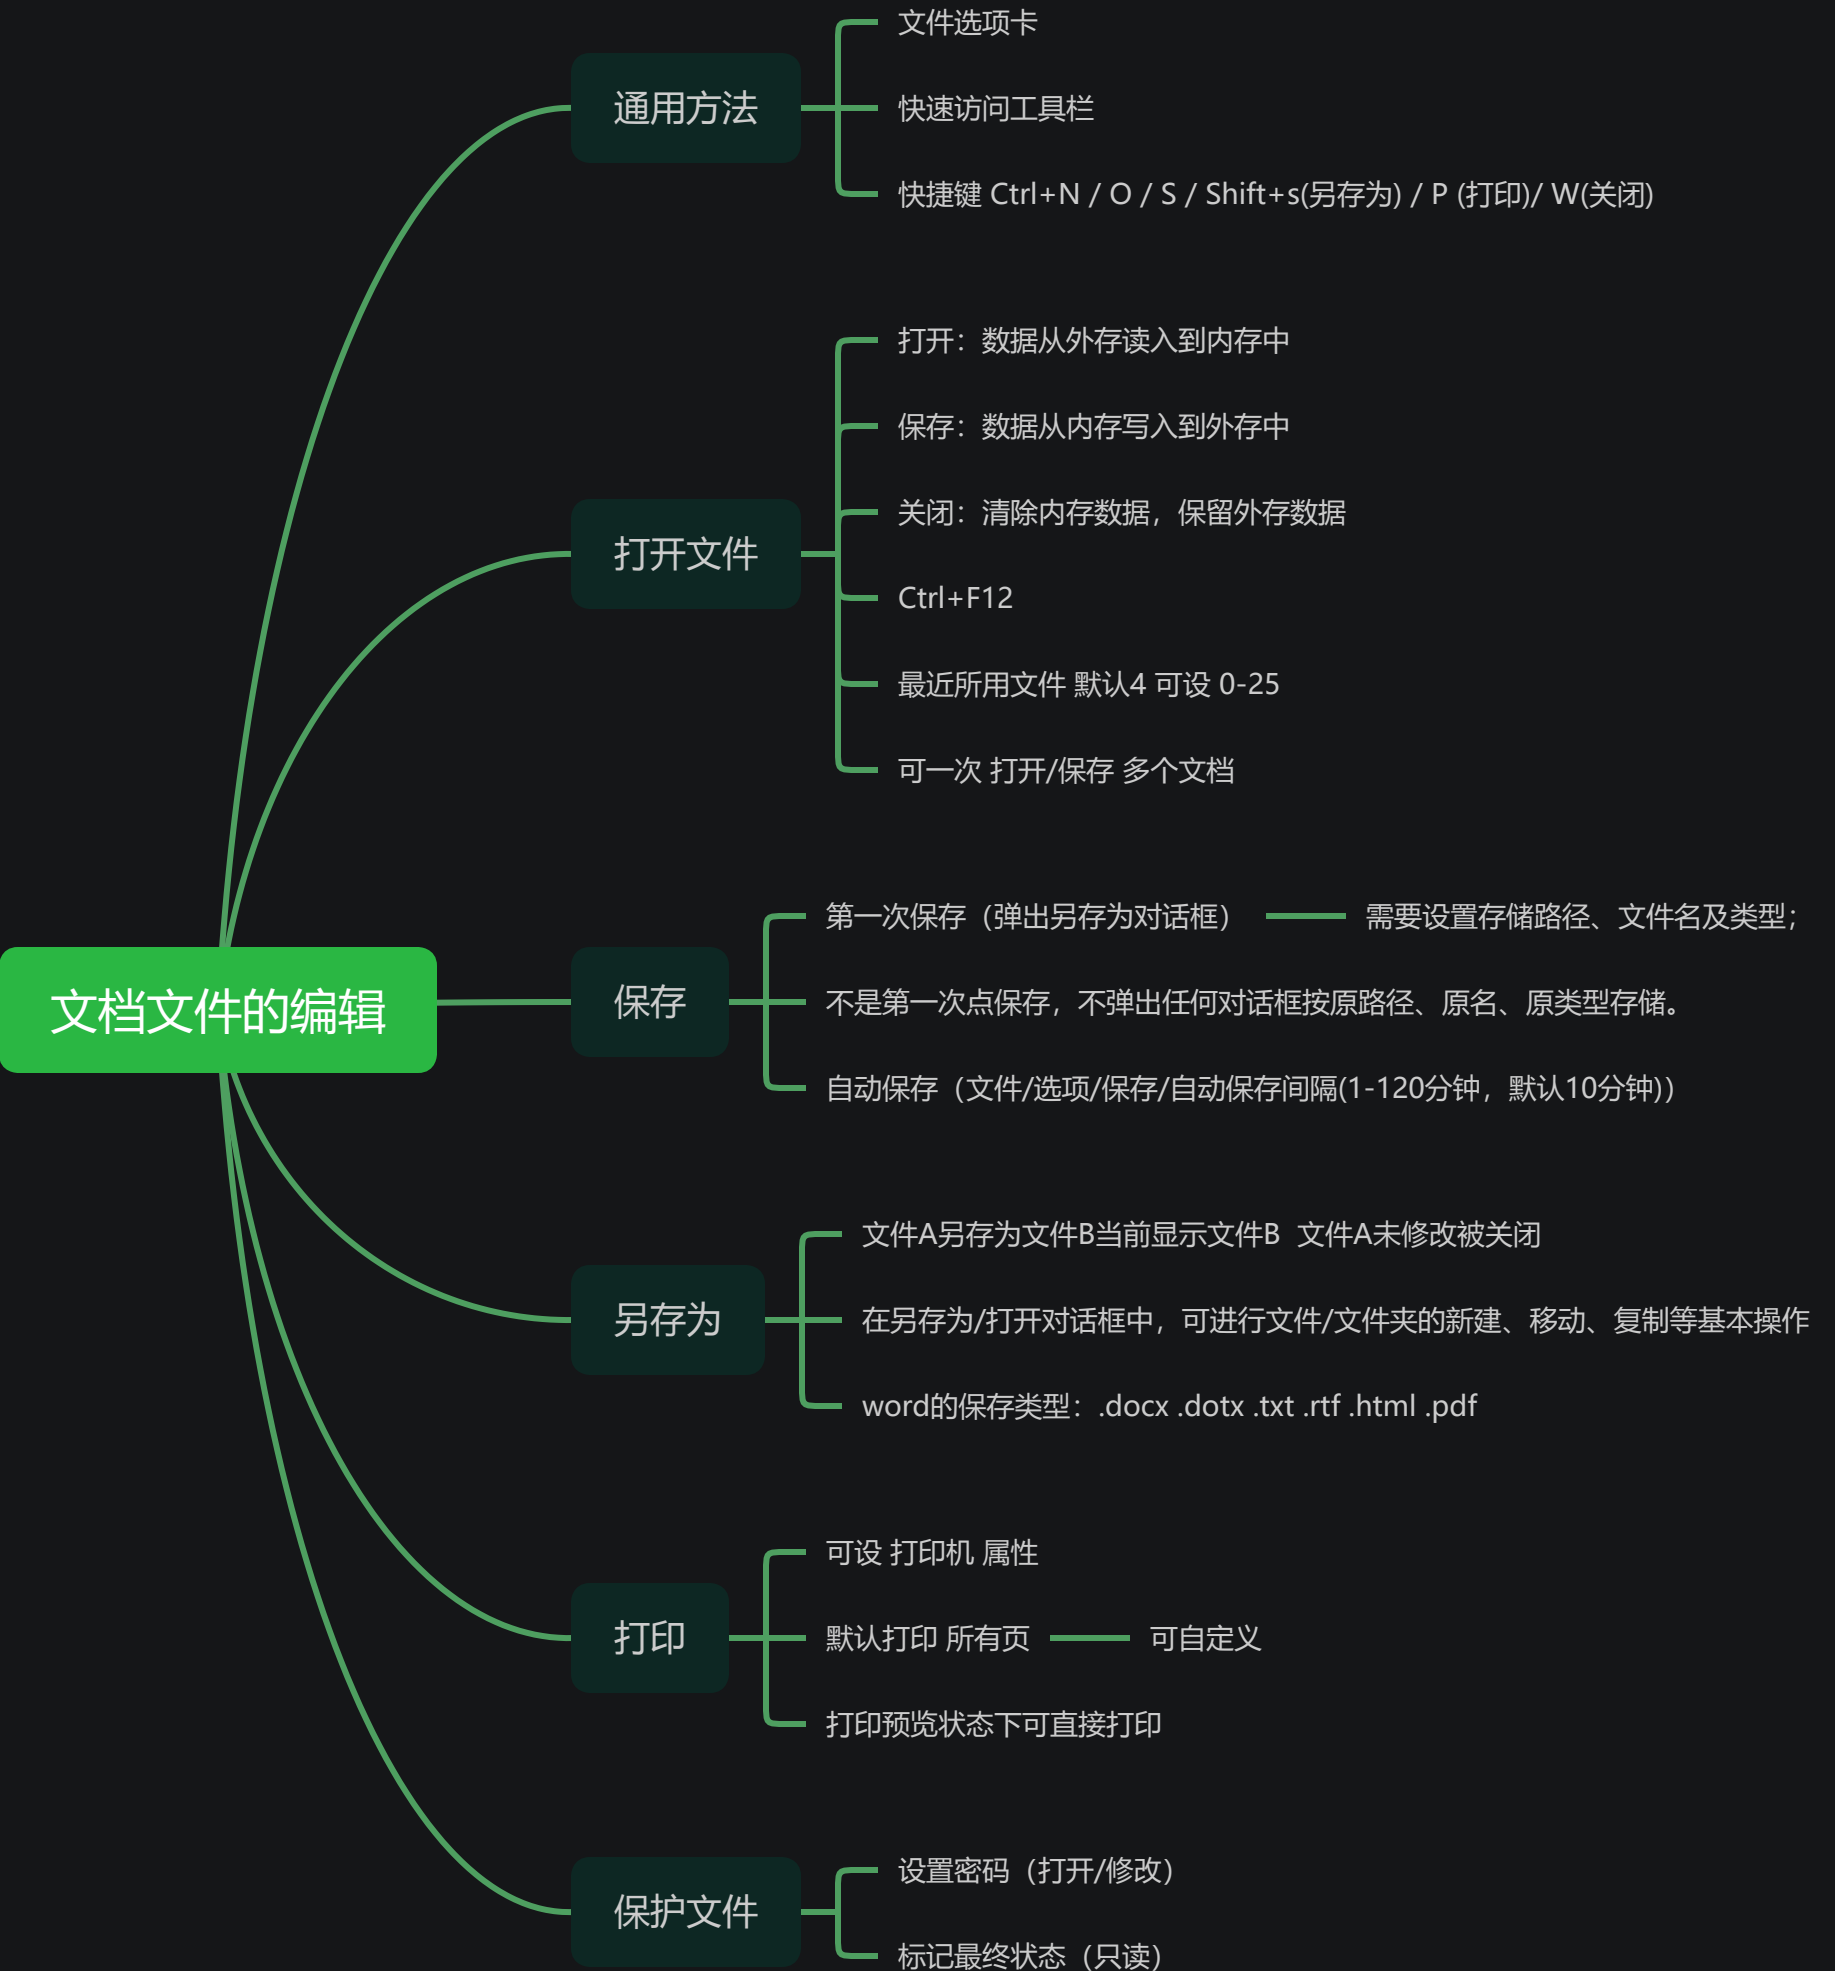 文档文件的编辑
通用方法
文件选项卡
快速访问工具栏
快捷键 Ctrl+N / O / S / Shift+s(另存为) / P (打印)/ W(关闭)
打开文件
打开：数据从外存读入到内存中
保存：数据从内存写入到外存中
关闭：清除内存数据，保留外存数据
Ctrl+F12
最近所用文件 默认4 可设 0-25
可一次 打开/保存 多个文档
保存
第一次保存（弹出另存为对话框）
需要设置存储路径、文件名及类型；
不是第一次点保存，不弹出任何对话框按原路径、原名、原类型存储。
自动保存（文件/选项/保存/自动保存间隔(1-120分钟，默认10分钟)）
另存为
文件A另存为文件B当前显示文件B  文件A未修改被关闭
在另存为/打开对话框中，可进行文件/文件夹的新建、移动、复制等基本操作
word的保存类型：.docx .dotx .txt .rtf .html .pdf
打印
可设 打印机 属性
默认打印 所有页
可自定义
打印预览状态下可直接打印
保护文件
设置密码（打开/修改）
标记最终状态（只读）